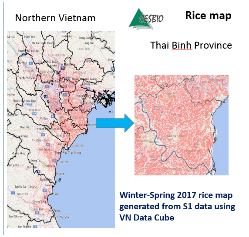 Northern Vietnam
CESBIO
Rice map
Thai Binh Province
Winter-Spring 2017 rice map
generated from S1 data using
VN Data Cube